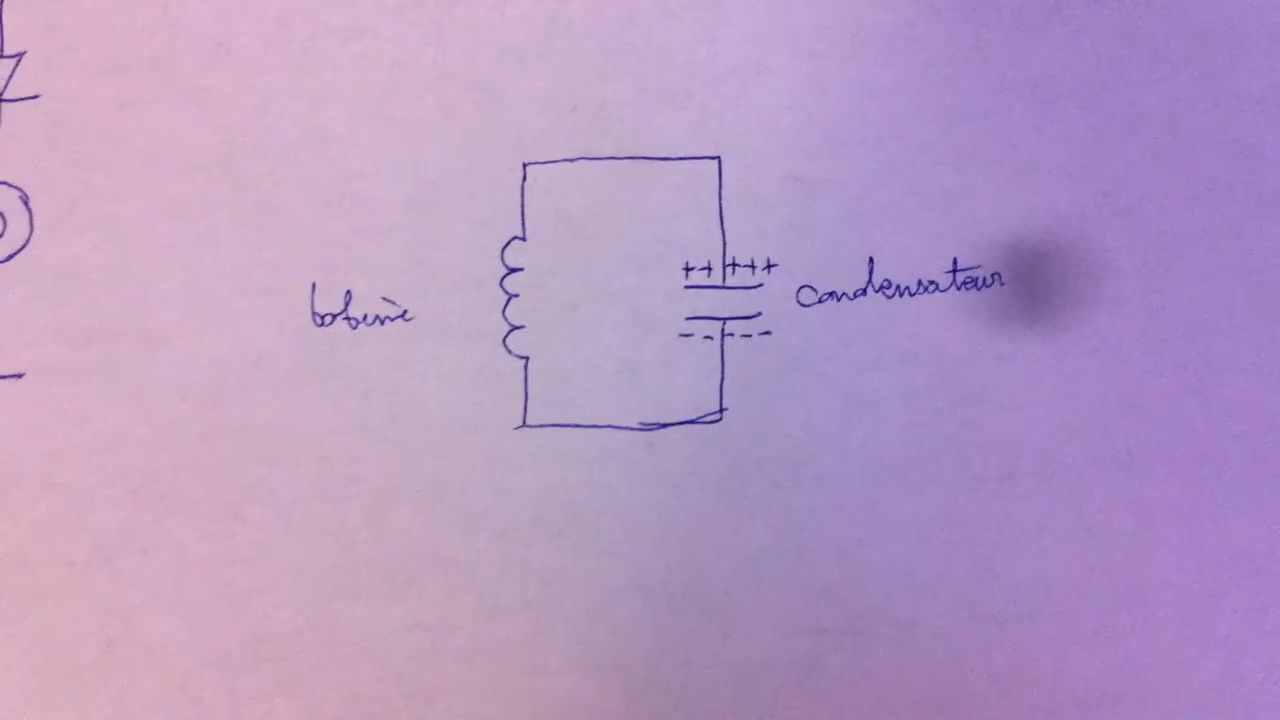 bobine
+ + + + +
condensateur
- - - - -